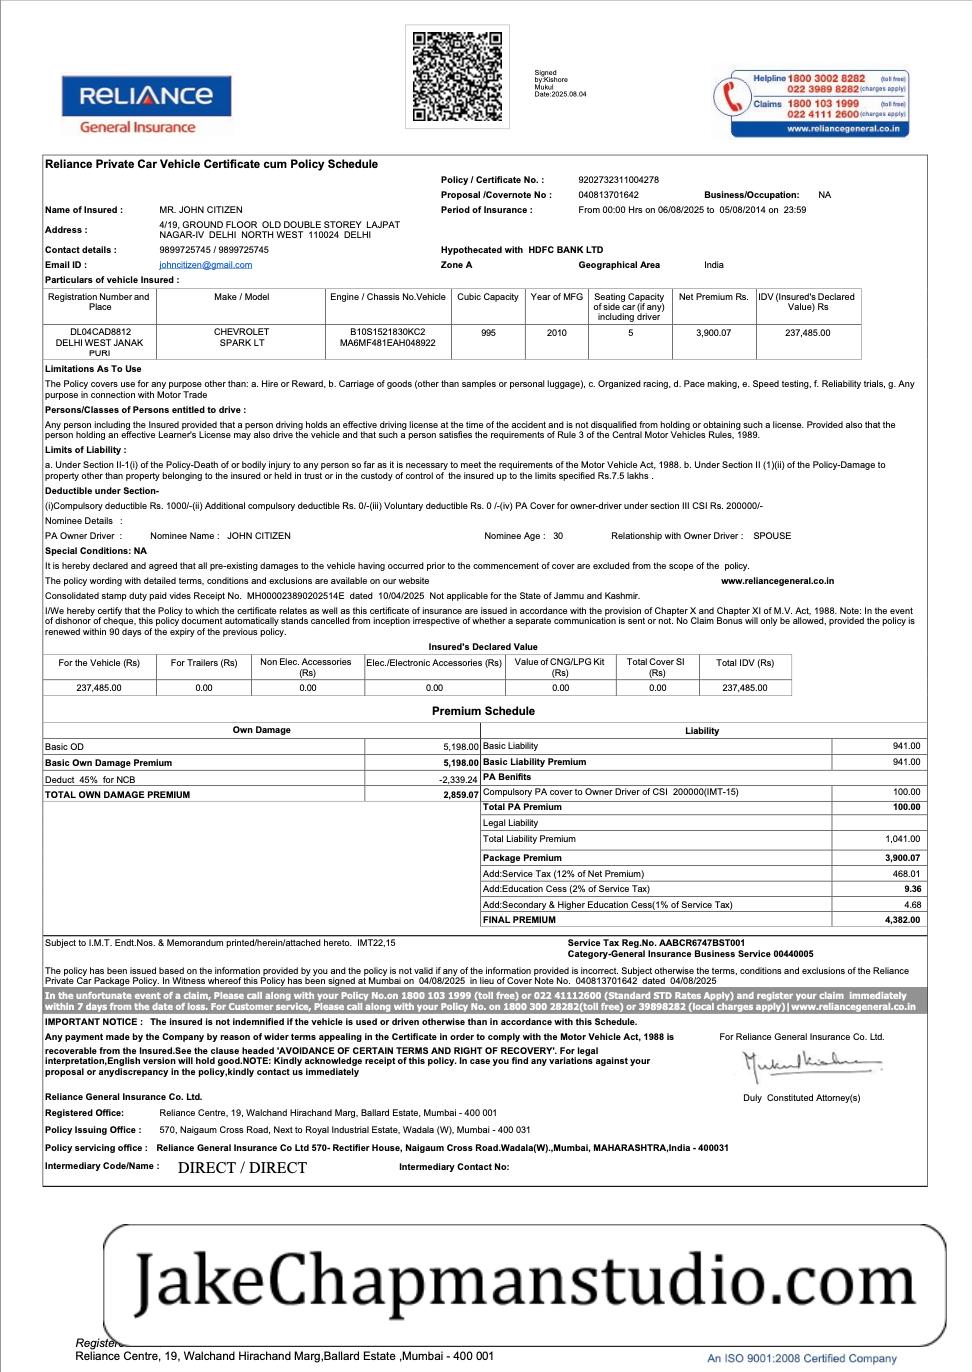 Signed
by:Kishore
Mukul
Date:2025.08.04
RELIANCE
General Insurance
Helpline 1800 3002 8282 (toll free)
022 3989 8282 (charges apply)
Claims 1800 103 1999 (toll free)
022 4111 2600 (charges apply)
www.reliancegeneral.co.in
Reliance Private Car Vehicle Certificate cum Policy Schedule
Policy / Certificate No. : 9202732311004278
Proposal /Covernote No : 040813701642 Business/Occupation: NA
Name of Insured : MR. JOHN CITIZEN Period of Insurance : From 00:00 Hrs on 06/08/2025 to 05/08/2014 on 23:59
Address : 4/19, GROUND FLOOR OLD DOUBLE STOREY LAJPAT
NAGAR-IV DELHI NORTH WEST 110024 DELHI
Contact details : 9899725745 / 9899725745 Hypothecated with HDFC BANK LTD
Email ID : johncitizen@gmail.com Zone A Geographical Area India
Particulars of vehicle Insured :
Registration Number and Place Make / Model Engine / Chassis No.Vehicle Cubic Capacity Year of MFG Seating Capacity of side car (if any) including driver Net Premium Rs. IDV (Insured's Declared Value) Rs
DL04CAD8812 CHEVROLET B10S1521830KC2 995 2010 5 3,900.07 237,485.00
DELHI WEST JANAK SPARK LT MA6MF481EAH048922
PURI
Limitations As To Use
The Policy covers use for any purpose other than: a. Hire or Reward, b. Carriage of goods (other than samples or personal luggage), c. Organized racing, d. Pace making, e. Speed testing, f. Reliability trials, g. Any
purpose in connection with Motor Trade
Persons/Classes of Persons entitled to drive :
Any person including the Insured provided that a person driving holds an effective driving license at the time of the accident and is not disqualified from holding or obtaining such a license. Provided also that the
person holding an effective Learner's License may also drive the vehicle and that such a person satisfies the requirements of Rule 3 of the Central Motor Vehicles Rules, 1989.
Limits of Liability :
a. Under Section II-1(i) of the Policy-Death of or bodily injury to any person so far as it is necessary to meet the requirements of the Motor Vehicle Act, 1988. b. Under Section II (1)(ii) of the Policy-Damage to
property other than property belonging to the insured or held in trust or in the custody of control of the insured up to the limits specified Rs.7.5 lakhs .
Deductible under Section-
(i)Compulsory deductible Rs. 1000/-(ii) Additional compulsory deductible Rs. 0/-(iii) Voluntary deductible Rs. 0 /-(iv) PA Cover for owner-driver under section III CSI Rs. 200000/-
Nominee Details :
PA Owner Driver : Nominee Name : JOHN CITIZEN Nominee Age : 30 Relationship with Owner Driver : SPOUSE
Special Conditions: NA
It is hereby declared and agreed that all pre-existing damages to the vehicle having occurred prior to the commencement of cover are excluded from the scope of the policy.
The policy wording with detailed terms, conditions and exclusions are available on our website www.reliancegeneral.co.in
Consolidated stamp duty paid vides Receipt No. MH000023890202514E dated 10/04/2025 Not applicable for the State of Jammu and Kashmir.
I/We hereby certify that the Policy to which the certificate relates as well as this certificate of insurance are issued in accordance with the provision of Chapter X and Chapter XI of M.V. Act, 1988. Note: In the event
of dishonor of cheque, this policy document automatically stands cancelled from inception irrespective of whether a separate communication is sent or not. No Claim Bonus will only be allowed, provided the policy is
renewed within 90 days of the expiry of the previous policy.
Insured's Declared Value
For the Vehicle (Rs) For Trailers (Rs) Non Elec. Accessories (Rs) Elec./Electronic Accessories (Rs) Value of CNG/LPG Kit (Rs) Total Cover SI (Rs) Total IDV (Rs)
237,485.00 0.00 0.00 0.00 0.00 0.00 237,485.00
Premium Schedule
Own Damage Liability
Basic OD 5,198.00 Basic Liability 941.00
Basic Own Damage Premium 5,198.00 Basic Liability Premium 941.00
Deduct 45% for NCB -2,339.24 PA Benifits
TOTAL OWN DAMAGE PREMIUM 2,859.07 Compulsory PA cover to Owner Driver of CSI 200000(IMT-15) 100.00
Total PA Premium 100.00
Legal Liability
Total Liability Premium 1,041.00
Package Premium 3,900.07
Add:Service Tax (12% of Net Premium) 468.01
Add:Education Cess (2% of Service Tax) 9.36
Add:Secondary & Higher Education Cess(1% of Service Tax) 4.68
FINAL PREMIUM 4,382.00
Subject to I.M.T. Endt.Nos. & Memorandum printed/herein/attached hereto. IMT22,15 Service Tax Reg.No. AABCR6747BST001
Category-General Insurance Business Service 00440005
The policy has been issued based on the information provided by you and the policy is not valid if any of the information provided is incorrect. Subject otherwise the terms, conditions and exclusions of the Reliance
Private Car Package Policy. In Witness whereof this Policy has been signed at Mumbai on 04/08/2025 in lieu of Cover Note No. 040813701642 dated 04/08/2025
In the unfortunate event of a claim, Please call along with your Policy No.on 1800 103 1999 (toll free) or 022 41112600 (Standard STD Rates Apply) and register your claim immediately
within 7 days from the date of loss. For Customer service, Please call along with your Policy No. on 1800 300 28282(toll free) or 39898282 (local charges apply)|www.reliancegeneral.co.in
IMPORTANT NOTICE : The insured is not indemnified if the vehicle is used or driven otherwise than in accordance with this Schedule.
Any payment made by the Company by reason of wider terms appealing in the Certificate in order to comply with the Motor Vehicle Act, 1988 is
recoverable from the Insured.See the clause headed 'AVOIDANCE OF CERTAIN TERMS AND RIGHT OF RECOVERY'. For legal
interpretation,English version will hold good.NOTE: Kindly acknowledge receipt of this policy. In case you find any variations against your
proposal or anydiscrepancy in the policy,kindly contact us immediately
For Reliance General Insurance Co. Ltd.
Duly Constituted Attorney(s)
Reliance General Insurance Co. Ltd.
Registered Office: Reliance Centre, 19, Walchand Hirachand Marg, Ballard Estate, Mumbai - 400 001
Policy Issuing Office : 570, Naigaum Cross Road, Next to Royal Industrial Estate, Wadala (W), Mumbai - 400 031
Policy servicing office : Reliance General Insurance Co Ltd 570- Rectifier House, Naigaum Cross Road.Wadala(W).,Mumbai, MAHARASHTRA,India - 400031
Intermediary Code/Name : DIRECT / DIRECT Intermediary Contact No:
JakeChapmanstudio.com
Reliance Centre, 19, Walchand Hirachand Marg,Ballard Estate ,Mumbai - 400 001
An ISO 9001:2008 Certified Company